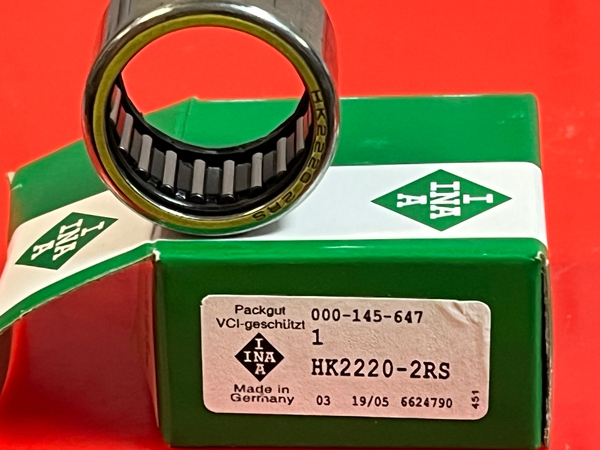 HK2220-2RS
I
INA
A
I
INA
A
Packgut
VCI-geschützt
I
INA
A
Made in
Germany
000-145-647
1
HK2220-2RS
03 19/05 6624790
451